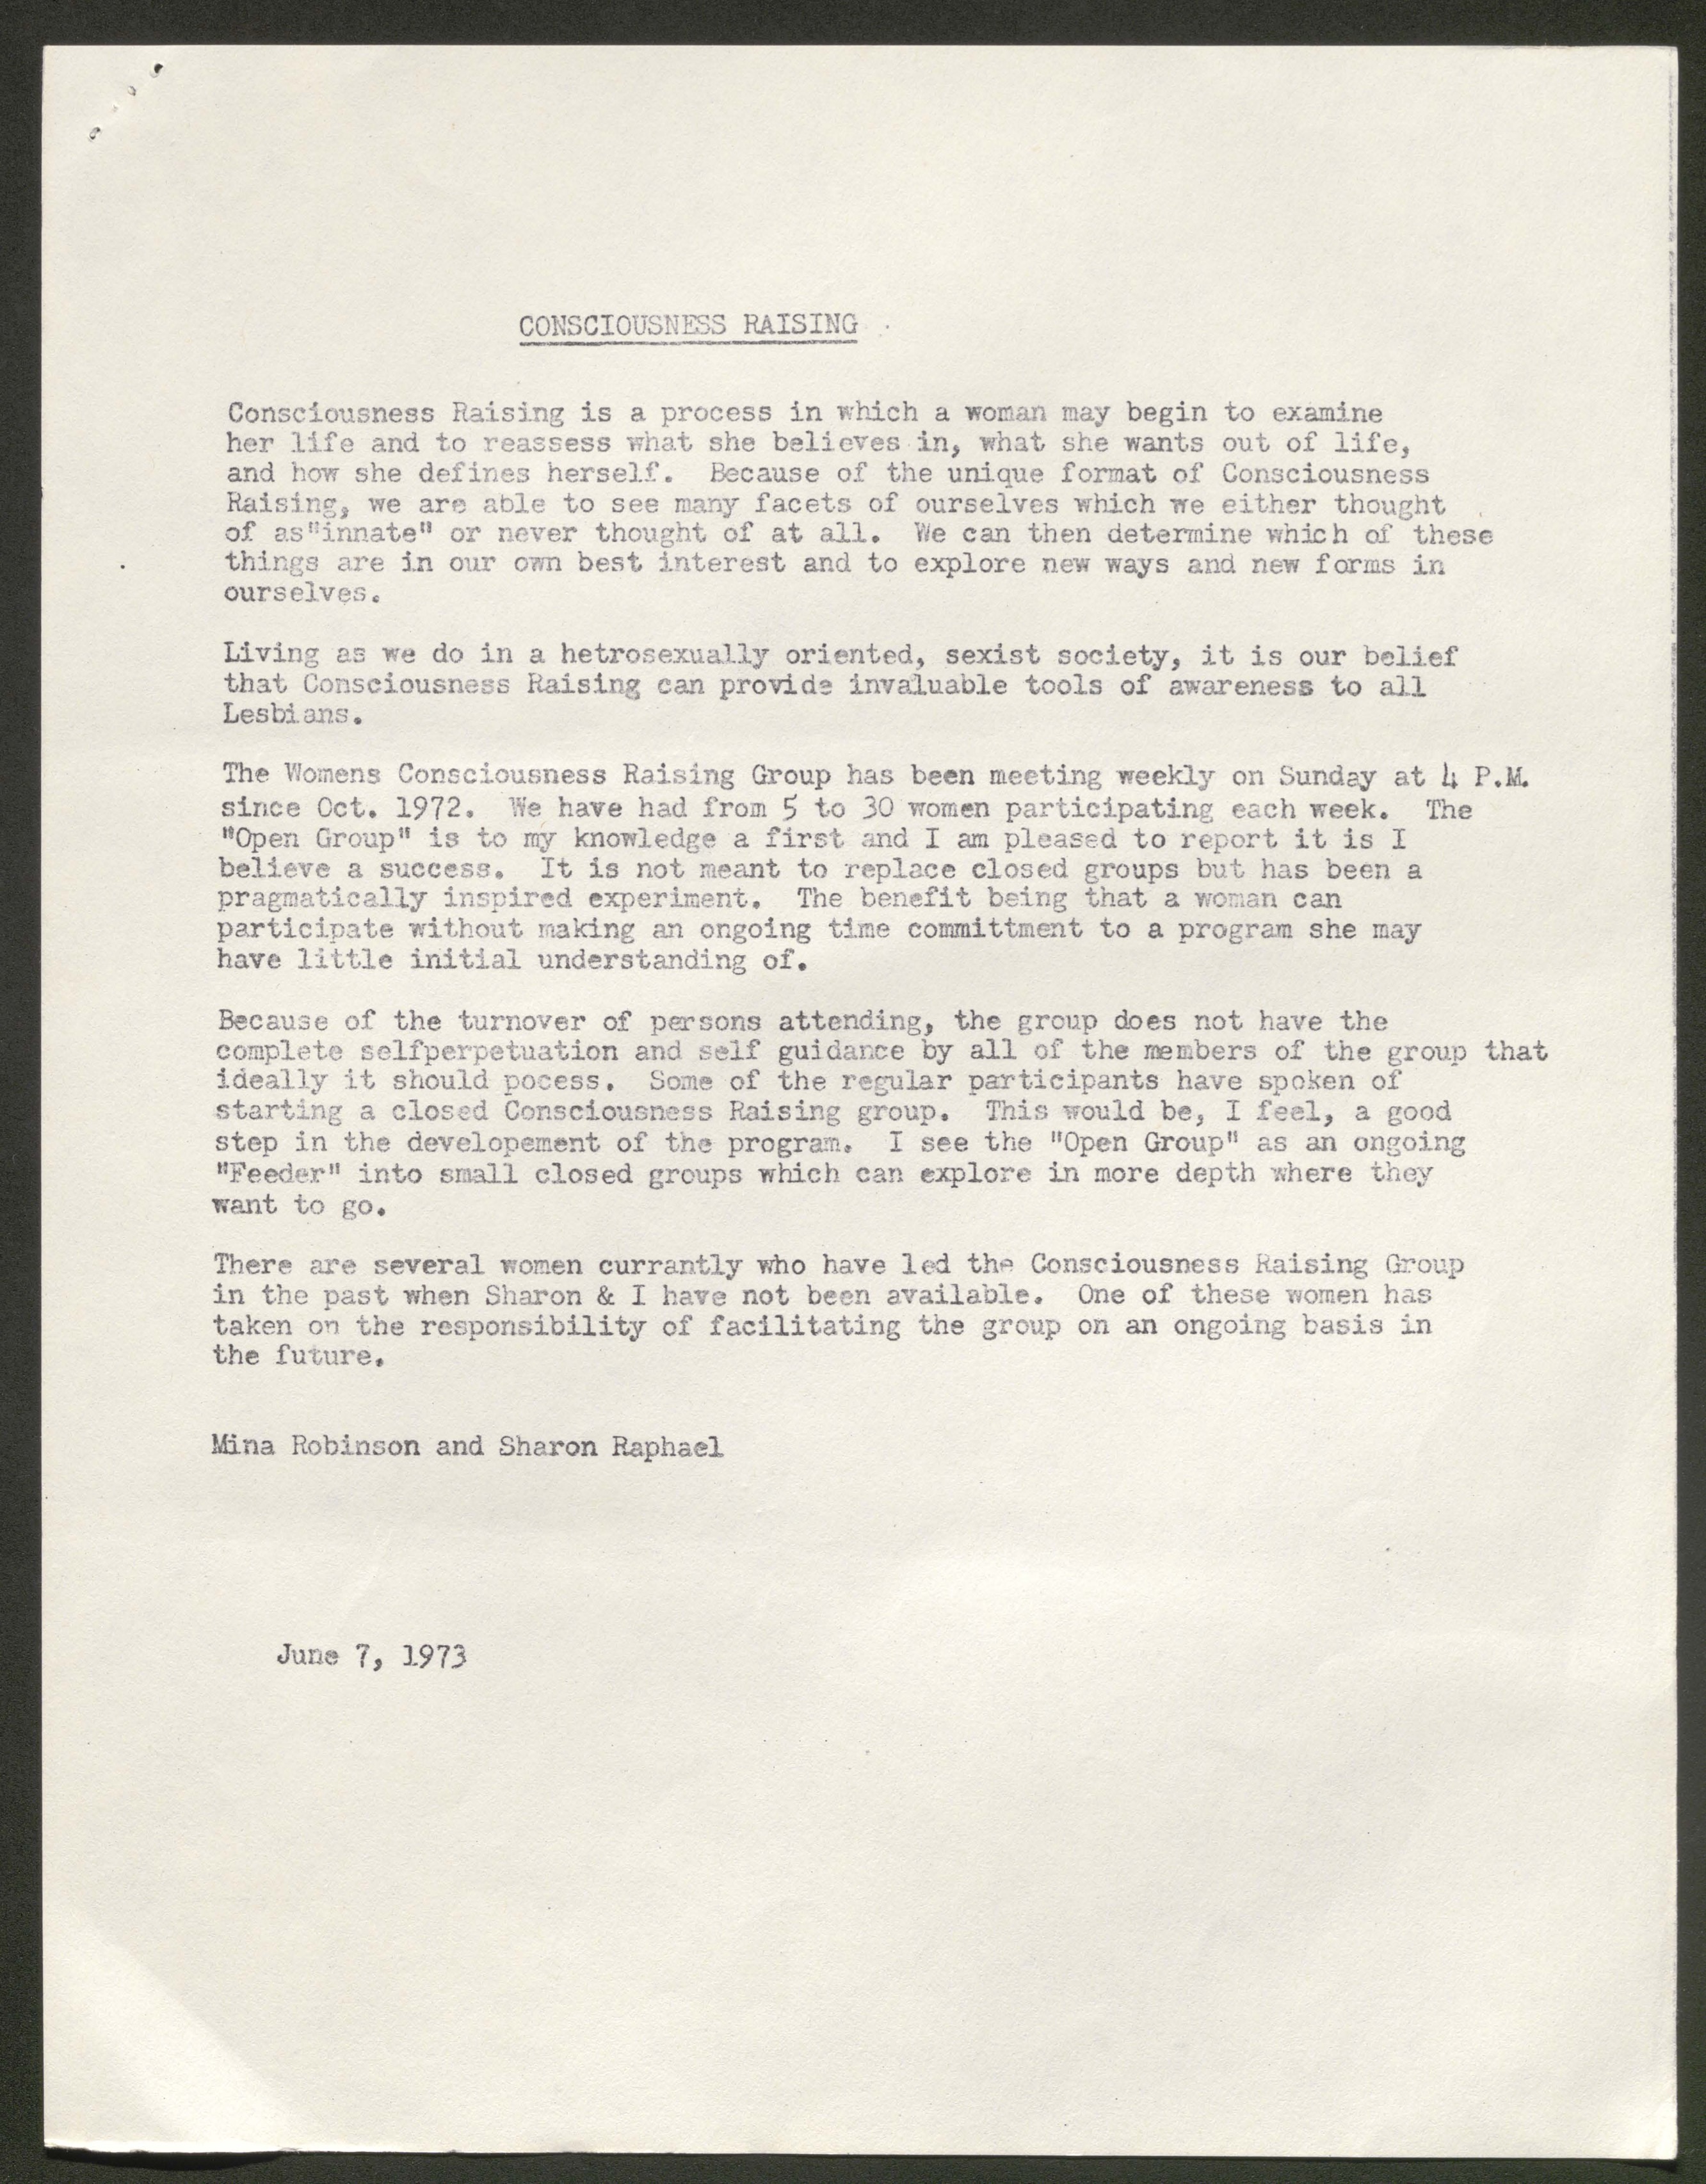 CONSCIOUSNESS RAISING
Consciousness Raising is a process in which a woman may begin to examine
her life and to reassess what she believes in, what she wants out of life,
and how she defines herself. Because of the unique format of Consciousness
Raising, we are able to see many facets of ourselves which we either thought
of as"innate" or never thought of at all. We can then determine which of these
things are in our own best interest and to explore new ways and new forms in
ourselves.
Living as we do in a hetrosexually oriented, sexist society, it is our belief
that Consciousness Raising can provide invaluable tools of awareness to all
Lesbians.
The Womens Consciousness Raising Group has been meeting weekly on Sunday at 4 P.M.
since Oct. 1972. We have had from 5 to 30 women participating each week. The
"Open Group" is to my knowledge a first and I am pleased to report it is I
believe a success. It is not meant to replace closed groups but has been a
pragmatically inspired experiment. The benefit being that a woman can
participate without making an ongoing time committment to a program she may
have little initial understanding of.
Because of the turnover of persons attending, the group does not have the
complete selfperpetuation and self guidance by all of the members of the group that
ideally it should pocess. Some of the regular participants have spoken of
starting a closed Consciousness Raising group. This would be, I feel, a good
step in the developement of the program. I see the "Open Group" as an ongoing
"Feeder" into small closed groups which can explore in more depth where they
want to go.
There are several women currantly who have led the Consciousness Raising Group
in the past when Sharon & I have not been available. One of these women has
taken on the responsibility of facilitating the group on an ongoing basis in
the future.
Mina Robinson and Sharon Raphael
June 7, 1973